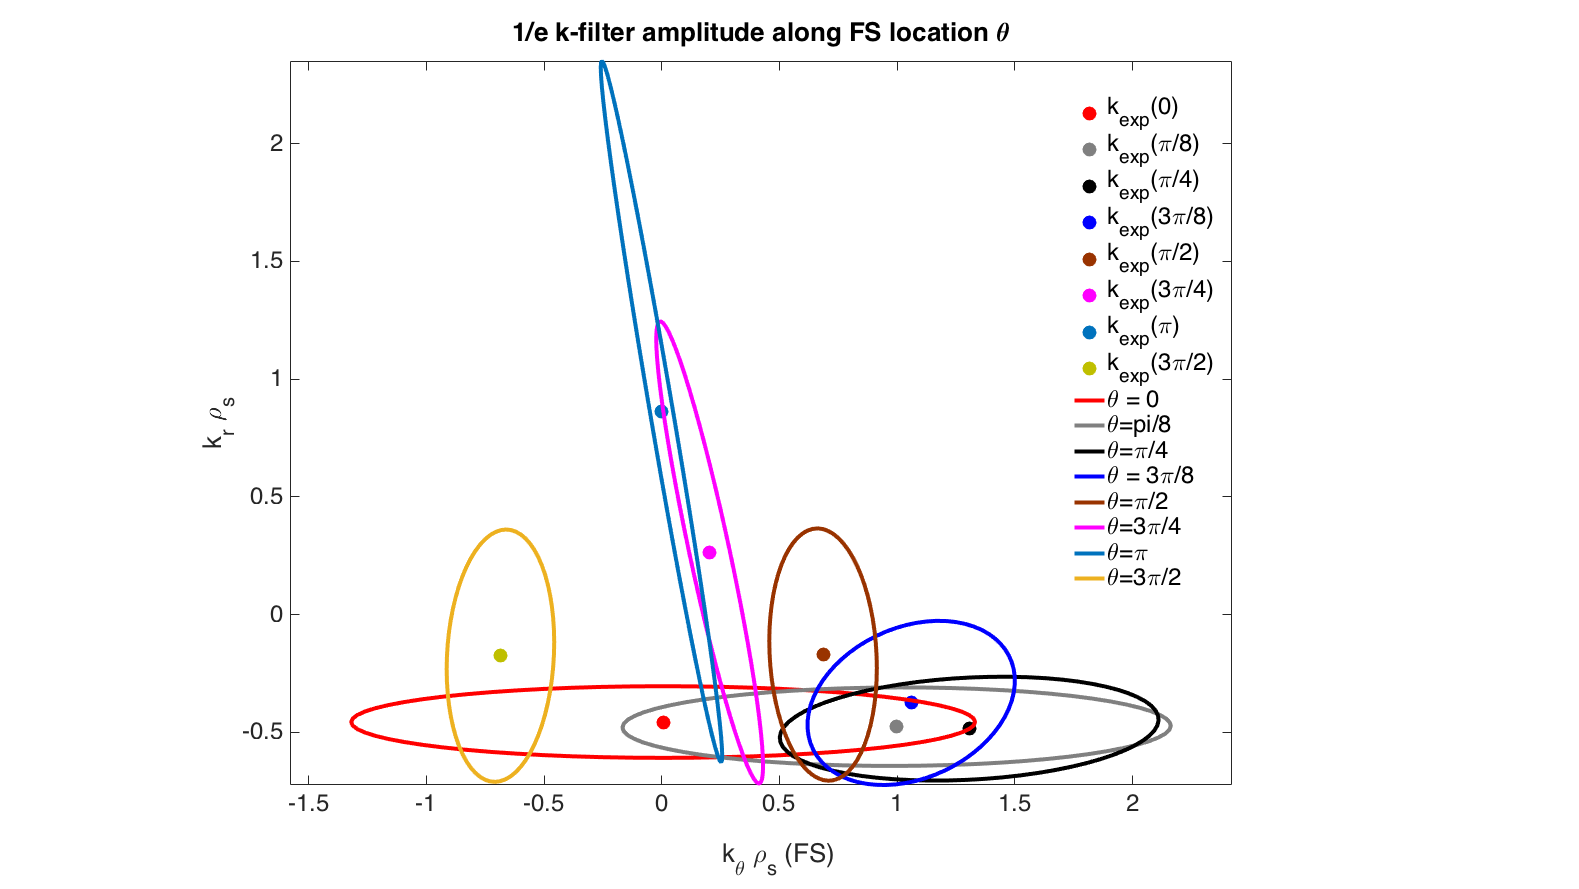 1/e k-filter amplitude along FS location θ
k_exp(0)
k_exp(π/8)
k_exp(π/4)
k_exp(3π/8)
k_exp(π/2)
k_exp(3π/4)
k_exp(π)
k_exp(3π/2)
θ = 0
θ=pi/8
θ=π/4
θ = 3π/8
θ=π/2
θ=3π/4
θ=π
θ=3π/2
k_r ρ_s
2
1.5
1
0.5
0
-0.5
-1.5 -1 -0.5 0 0.5 1 1.5 2
k_θ ρ_s (FS)